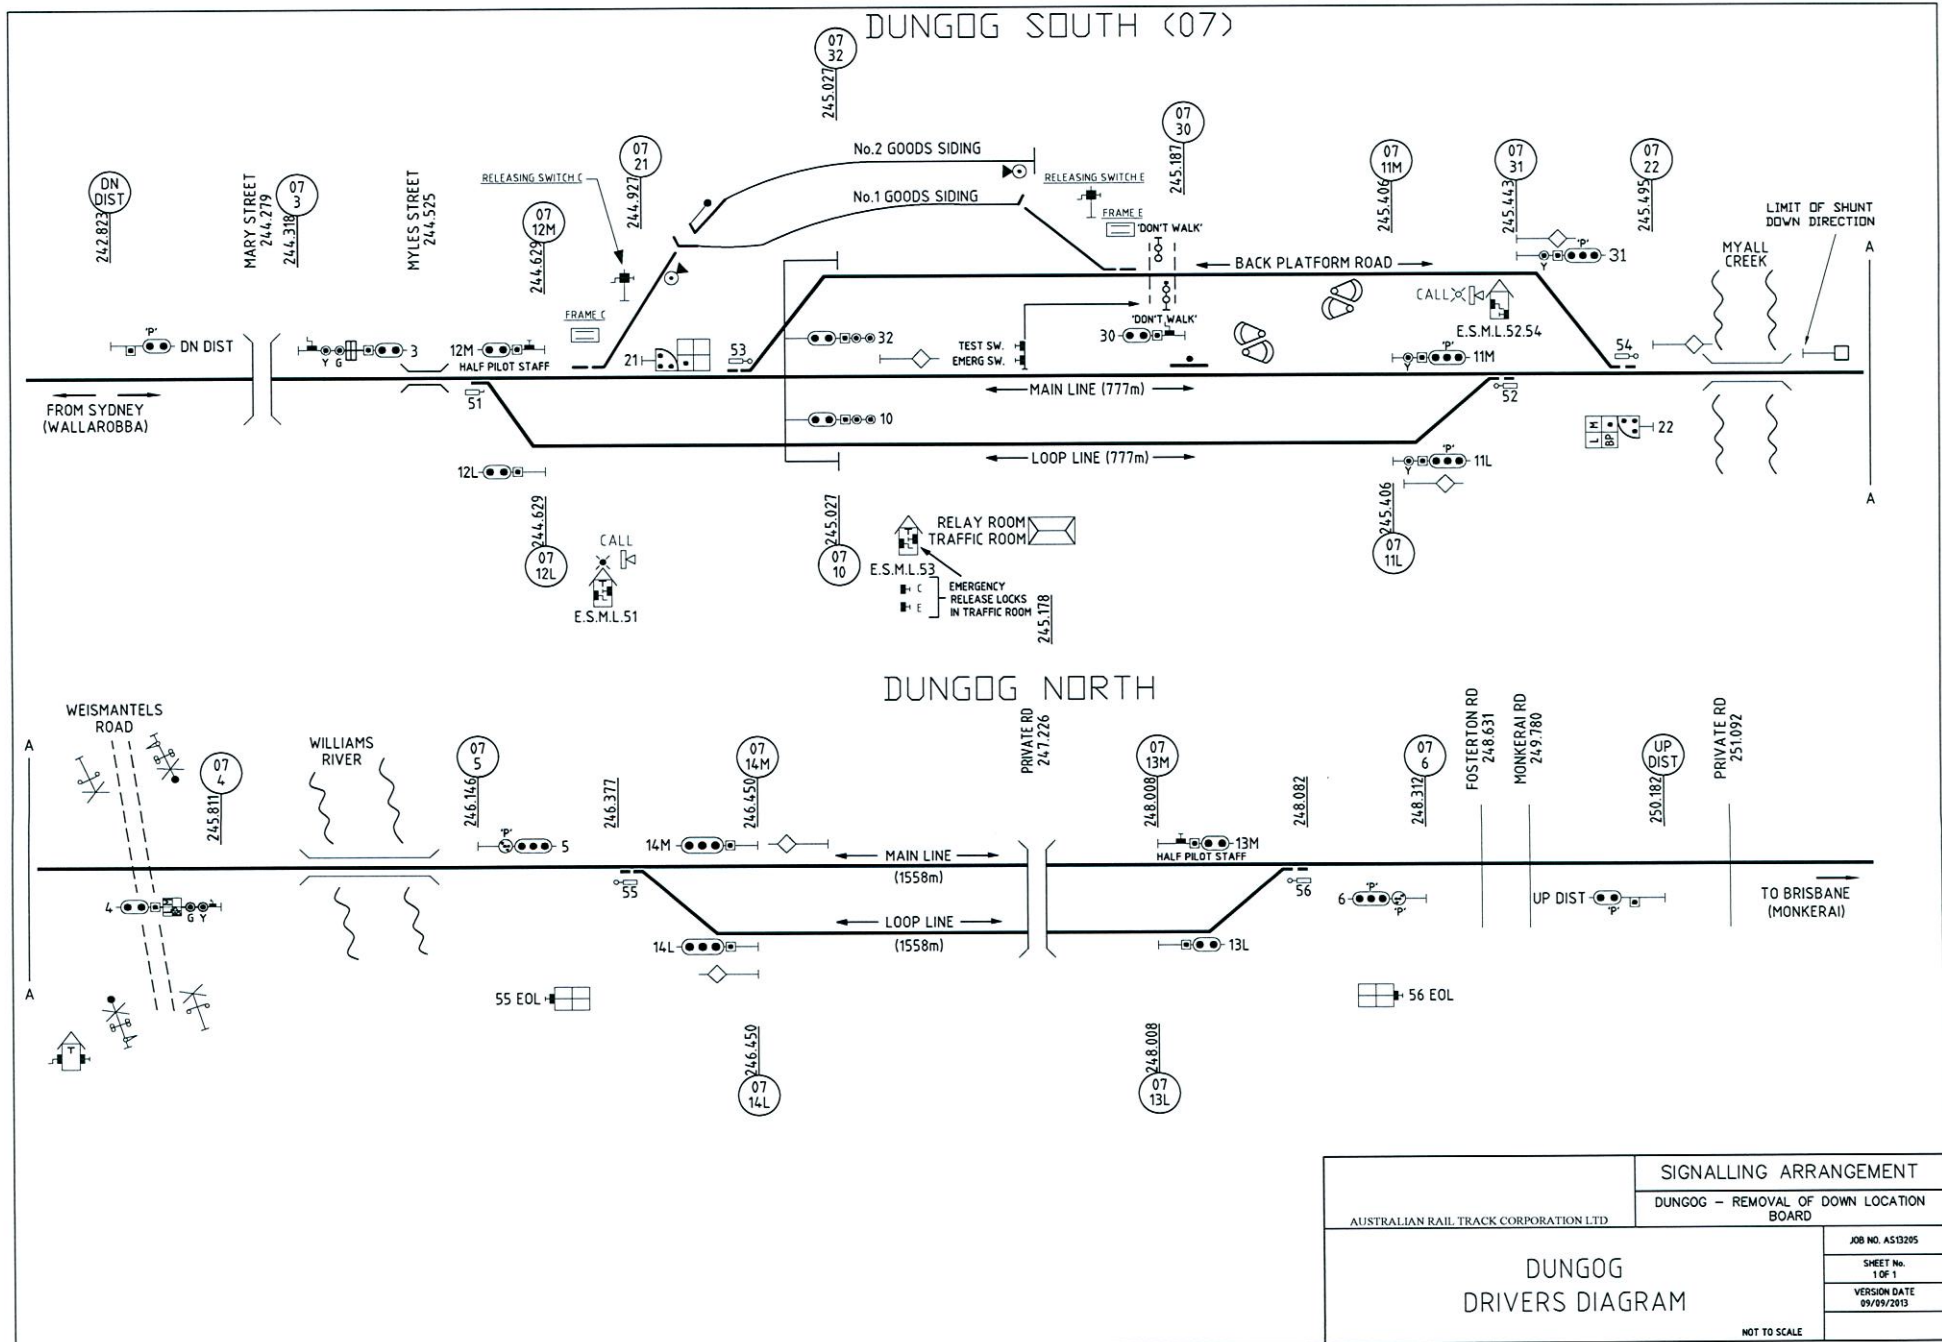 DUNGOG SOUTH (07)
07
32
245.027
07
30
245.187
07
21
244.927
07
11M
245.406
07
31
245.443
07
22
245.495
DN
DIST
242.823
MARY STREET
244.279
07
3
244.318
MYLES STREET
244.525
07
12M
244.629
RELEASING SWITCH C
No.2 GOODS SIDING
No.1 GOODS SIDING
RELEASING SWITCH E
FRAME E
'DON'T WALK'
'DON'T WALK'
LIMIT OF SHUNT
DOWN DIRECTION
A
MYALL
CREEK
BACK PLATFORM ROAD
'P'
31
Y
CALL
E.S.M.L.52.54
FRAME C
'P'
DN DIST
Y G
3
12M
HALF PILOT STAFF
21
53
32
TEST SW.
EMERG SW.
30
'P'
11M
Y
54
FROM SYDNEY
(WALLAROBBA)
51
MAIN LINE (777m)
52
10
L M
BP
22
12L
LOOP LINE (777m)
'P'
11L
Y
A
244.629
07
12L
CALL
E.S.M.L.51
245.027
07
10
RELAY ROOM
TRAFFIC ROOM
E.S.M.L.53
C
E
EMERGENCY
RELEASE LOCKS
IN TRAFFIC ROOM
245.178
245.406
07
11L
DUNGOG NORTH
A
WEISMANTELS
ROAD
07
4
245.811
WILLIAMS
RIVER
07
5
246.146
246.377
07
14M
246.450
PRIVATE RD
247.226
07
13M
248.008
248.082
07
6
248.312
FOSTERTON RD
248.631
MONKERAI RD
249.780
UP
DIST
250.182
PRIVATE RD
251.092
'P'
5
14M
MAIN LINE
(1558m)
13M
HALF PILOT STAFF
4
G Y
55
56
6
'P'
'P'
UP DIST
'P'
TO BRISBANE
(MONKERAI)
14L
LOOP LINE
(1558m)
13L
A
55 EOL
56 EOL
246.450
07
14L
248.008
07
13L
T
SIGNALLING ARRANGEMENT
DUNGOG - REMOVAL OF DOWN LOCATION
BOARD
AUSTRALIAN RAIL TRACK CORPORATION LTD
JOB NO. AS13205
DUNGOG
DRIVERS DIAGRAM
SHEET No.
1 OF 1
VERSION DATE
09/09/2013
NOT TO SCALE